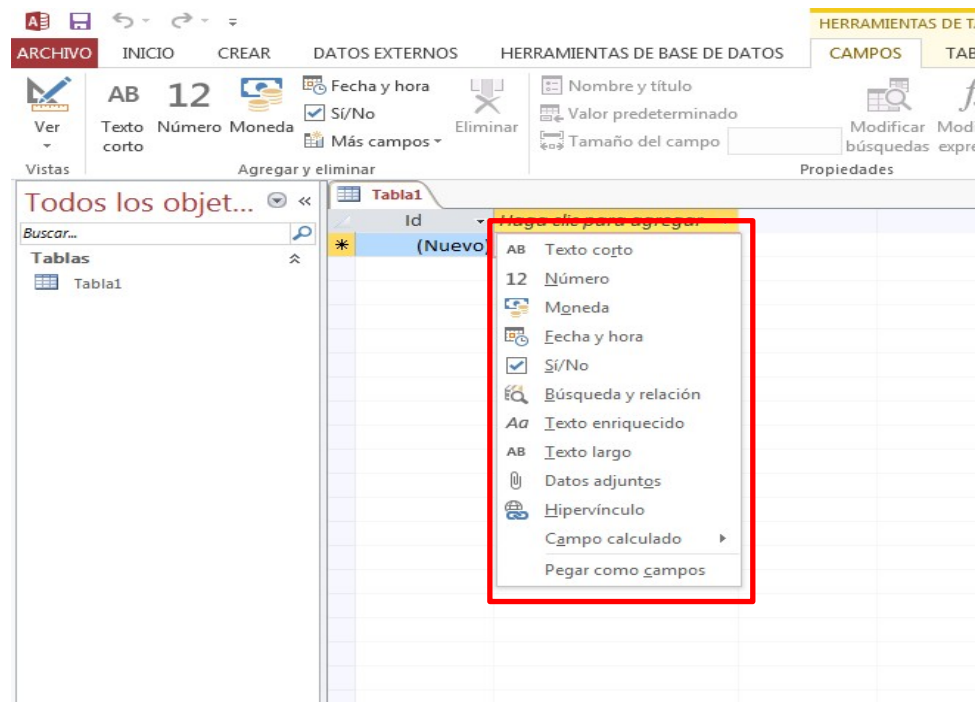 HERRAMIENTAS DE TA
ARCHIVO INICIO CREAR DATOS EXTERNOS HERRAMIENTAS DE BASE DE DATOS CAMPOS TAB
Ver
AB Texto corto
12 Número
Moneda
Fecha y hora
Sí/No
Más campos
Eliminar
Nombre y título
Valor predeterminado
Tamaño del campo
Modificar búsquedas
Modi
expre
Vistas Agregar y eliminar Propiedades
Todos los objet... «
Buscar...
Tablas
Tabla1
Tabla1
Id Haga clic para agregar
* (Nuevo)
AB Texto corto
12 Número
Moneda
Fecha y hora
Sí/No
Búsqueda y relación
Aa Texto enriquecido
AB Texto largo
Datos adjuntos
Hipervínculo
Campo calculado
Pegar como campos